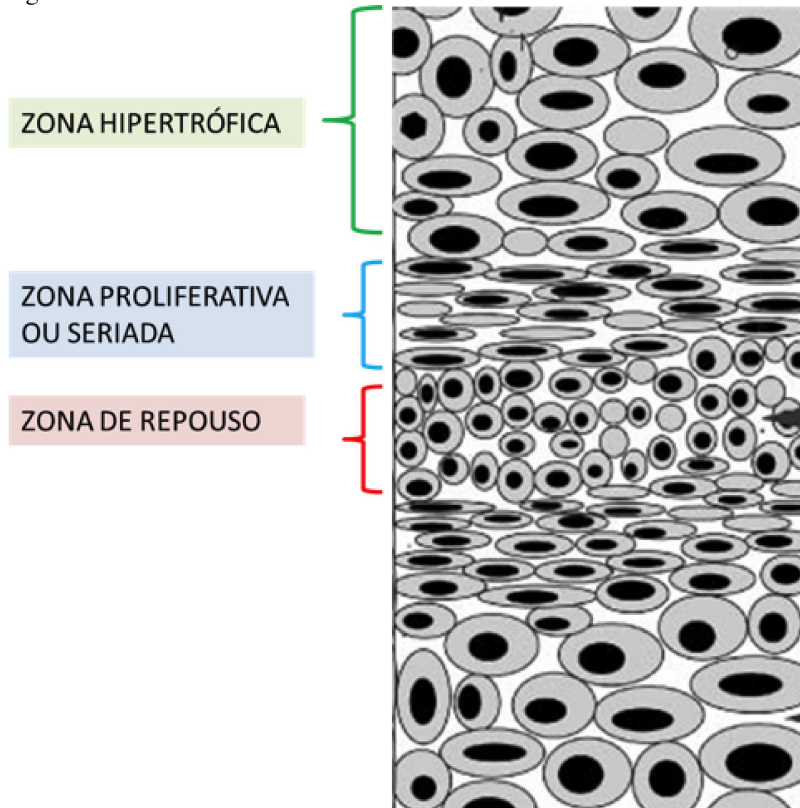 ZONA HIPERTRÓFICA
ZONA PROLIFERATIVA
OU SERIADA
ZONA DE REPOUSO